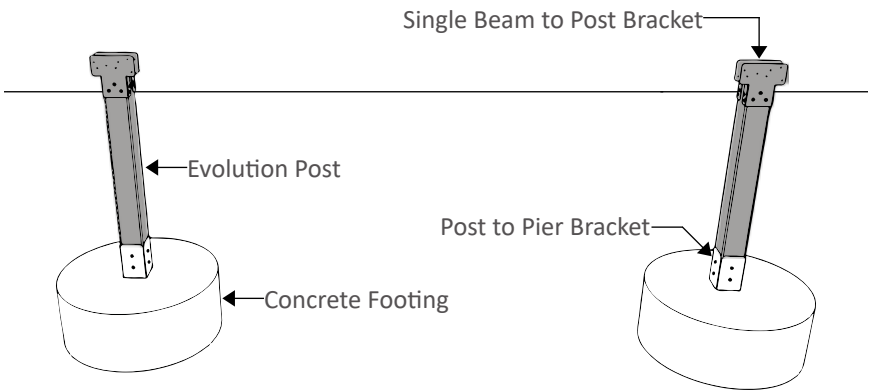 Single Beam to Post Bracket
Evolution Post
Post to Pier Bracket
Concrete Footing